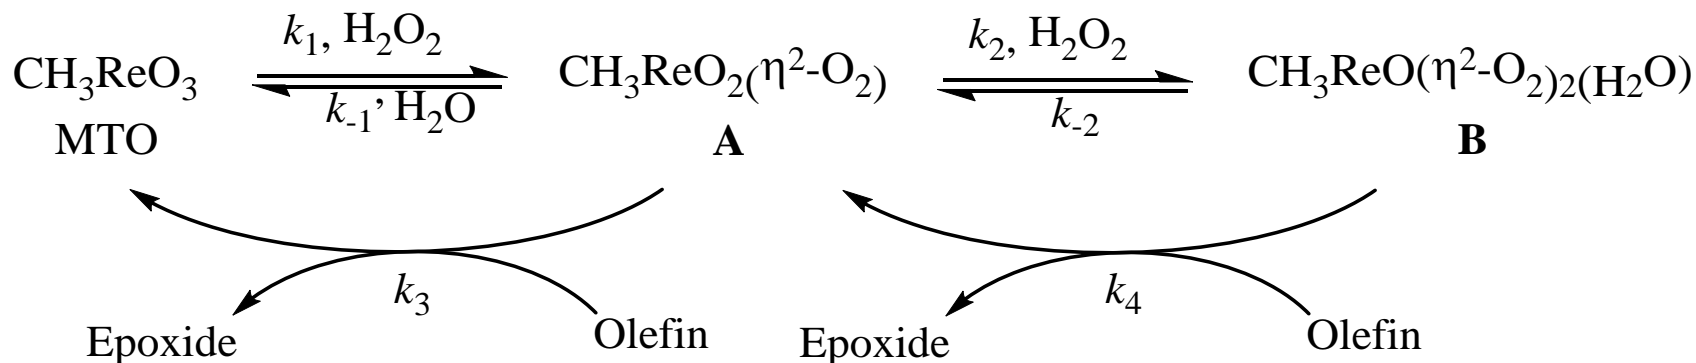 k₁, H₂O₂
k₂, H₂O₂
CH₃ReO₃
CH₃ReO₂(η²-O₂)
CH₃ReO(η²-O₂)₂(H₂O)
k₋₁, H₂O
k₋₂
MTO
A
B
k₃
k₄
Epoxide
Olefin
Epoxide
Olefin